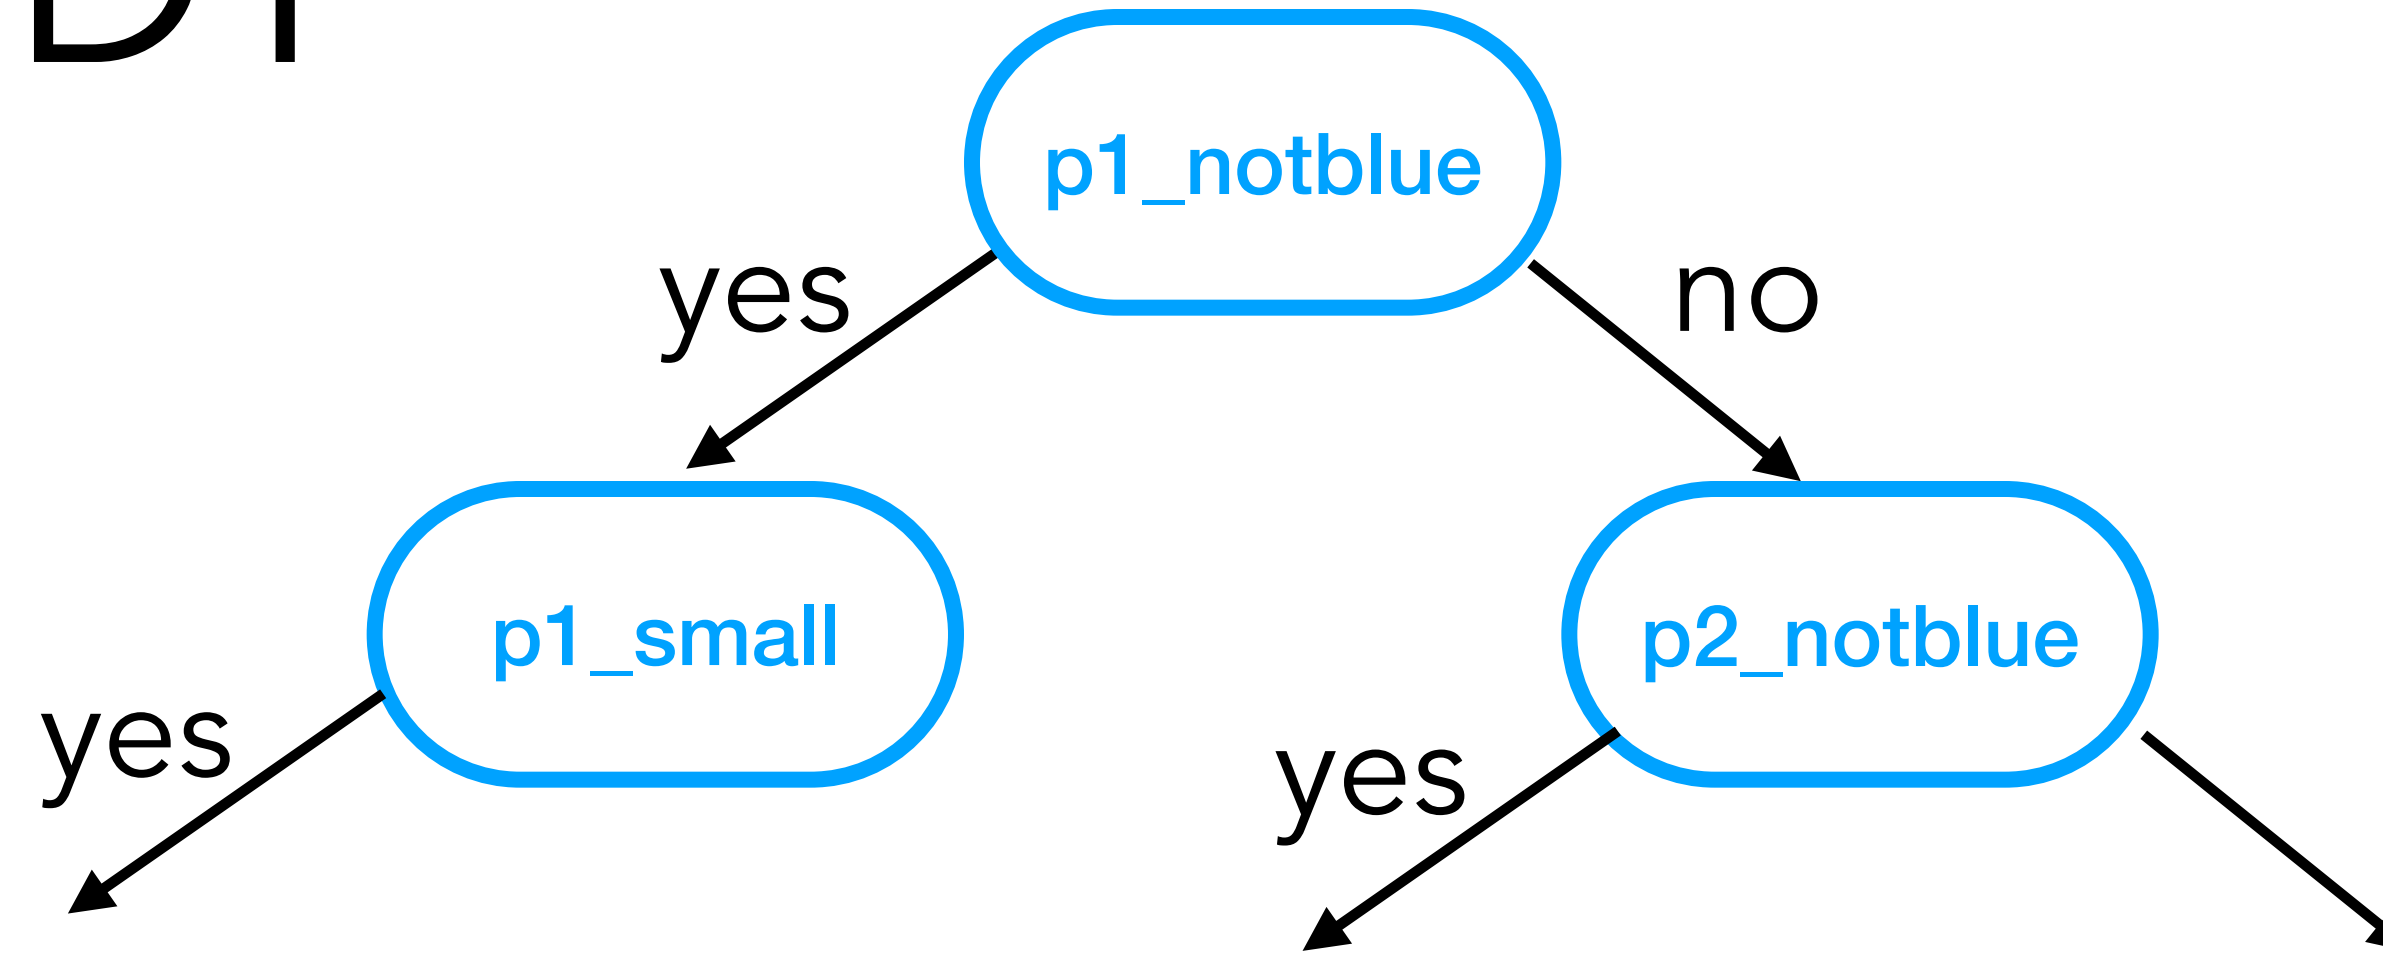 p1_notblue
yes
no
p1_small
p2_notblue
yes
yes